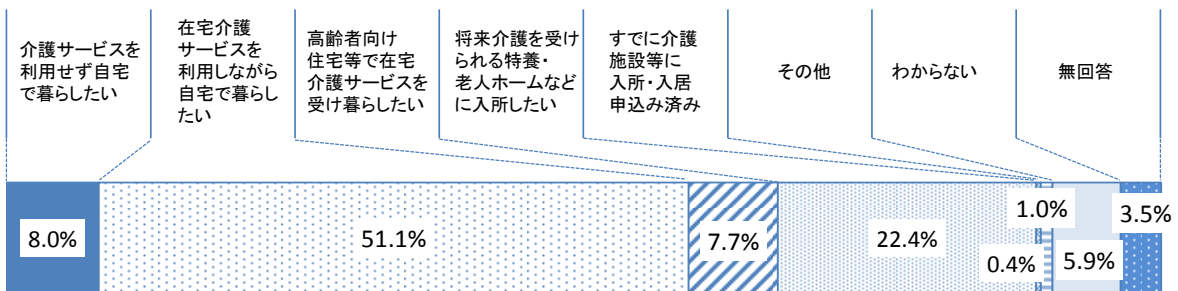 介護サービスを
利用せず自宅
で暮らしたい
在宅介護
サービスを
利用しながら
自宅で暮らし
たい
高齢者向け
住宅等で在宅
介護サービスを
受け暮らしたい
将来介護を受け
られる特養・
老人ホームなど
に入所したい
すでに介護
施設等に
入所・入居
申込み済み
その他
わからない
無回答
8.0%
51.1%
7.7%
22.4%
0.4%
1.0%
5.9%
3.5%